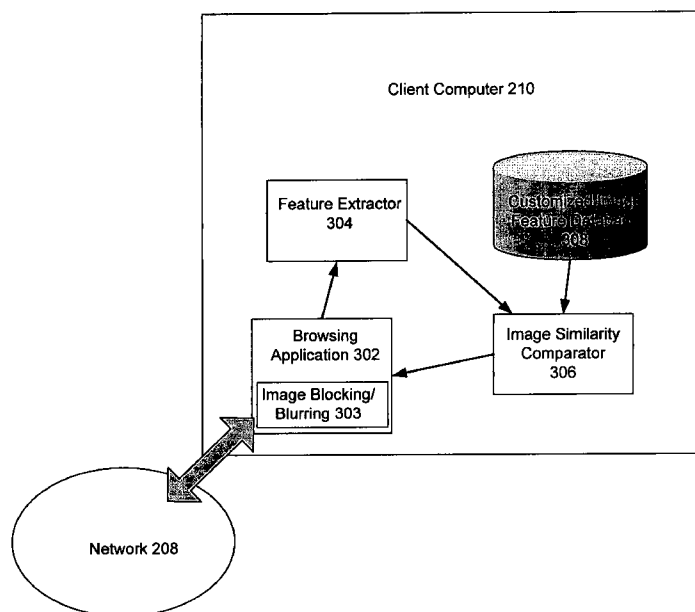 Client Computer 210
Feature Extractor
304
Customized Image
Feature
308
Browsing
Application 302
Image Blocking/
Blurring 303
Image Similarity
Comparator
306
Network 208